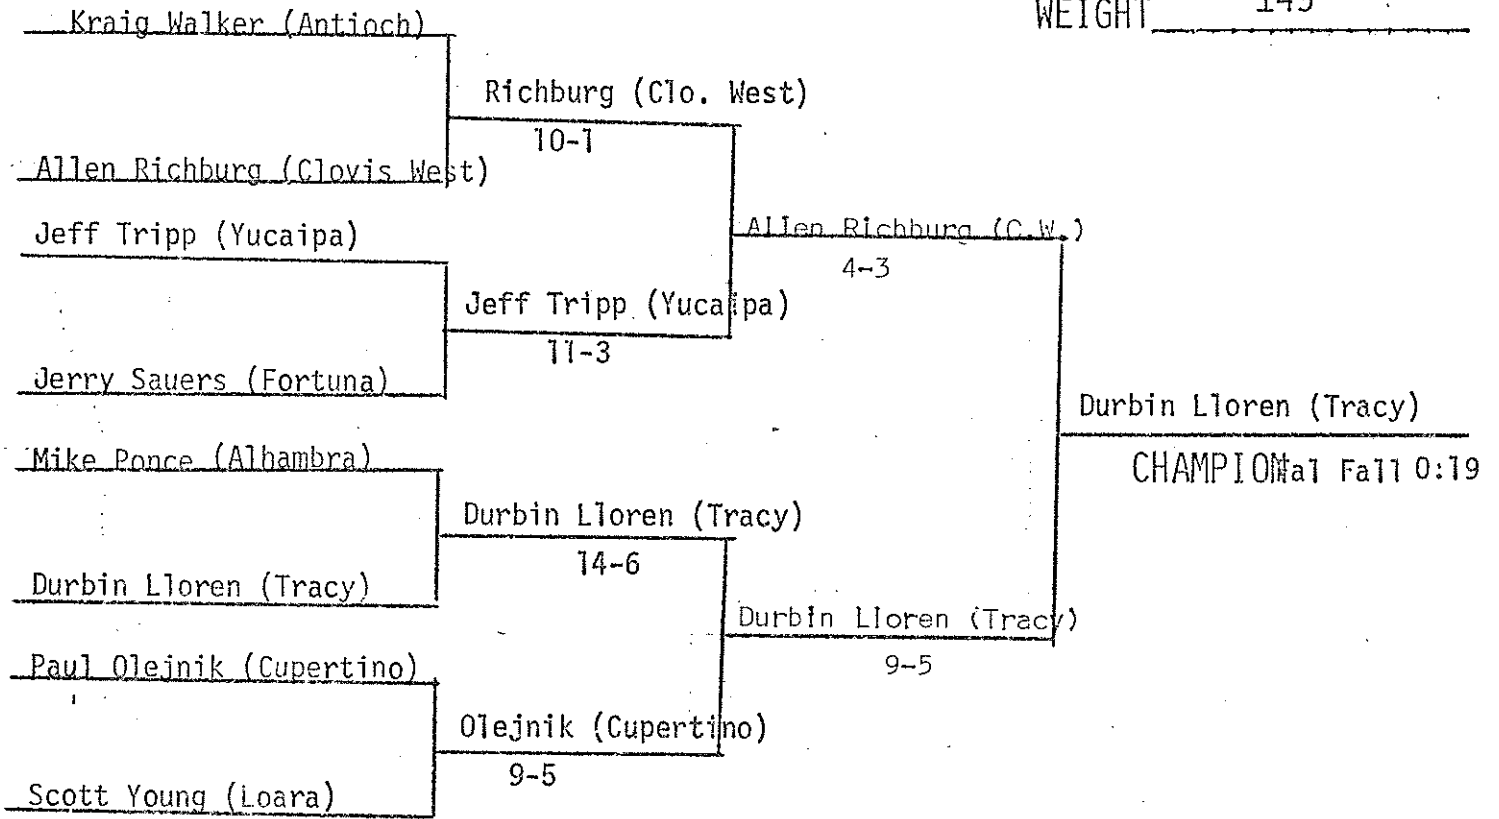 WEIGHT 145
Kraig Walker (Antioch)
Richburg (Clo. West)
10-1
Allen Richburg (Clovis West)
Jeff Tripp (Yucaipa)
Allen Richburg (C.W.)
4-3
Jeff Tripp (Yucaipa)
11-3
Jerry Sauers (Fortuna)
Durbin Lloren (Tracy)
Mike Ponce (Alhambra)
CHAMPION Fall 0:19
Durbin Lloren (Tracy)
14-6
Durbin Lloren (Tracy)
Durbin Lloren (Tracy)
9-5
Paul Olejnik (Cupertino)
Olejnik (Cupertino)
9-5
Scott Young (Loara)